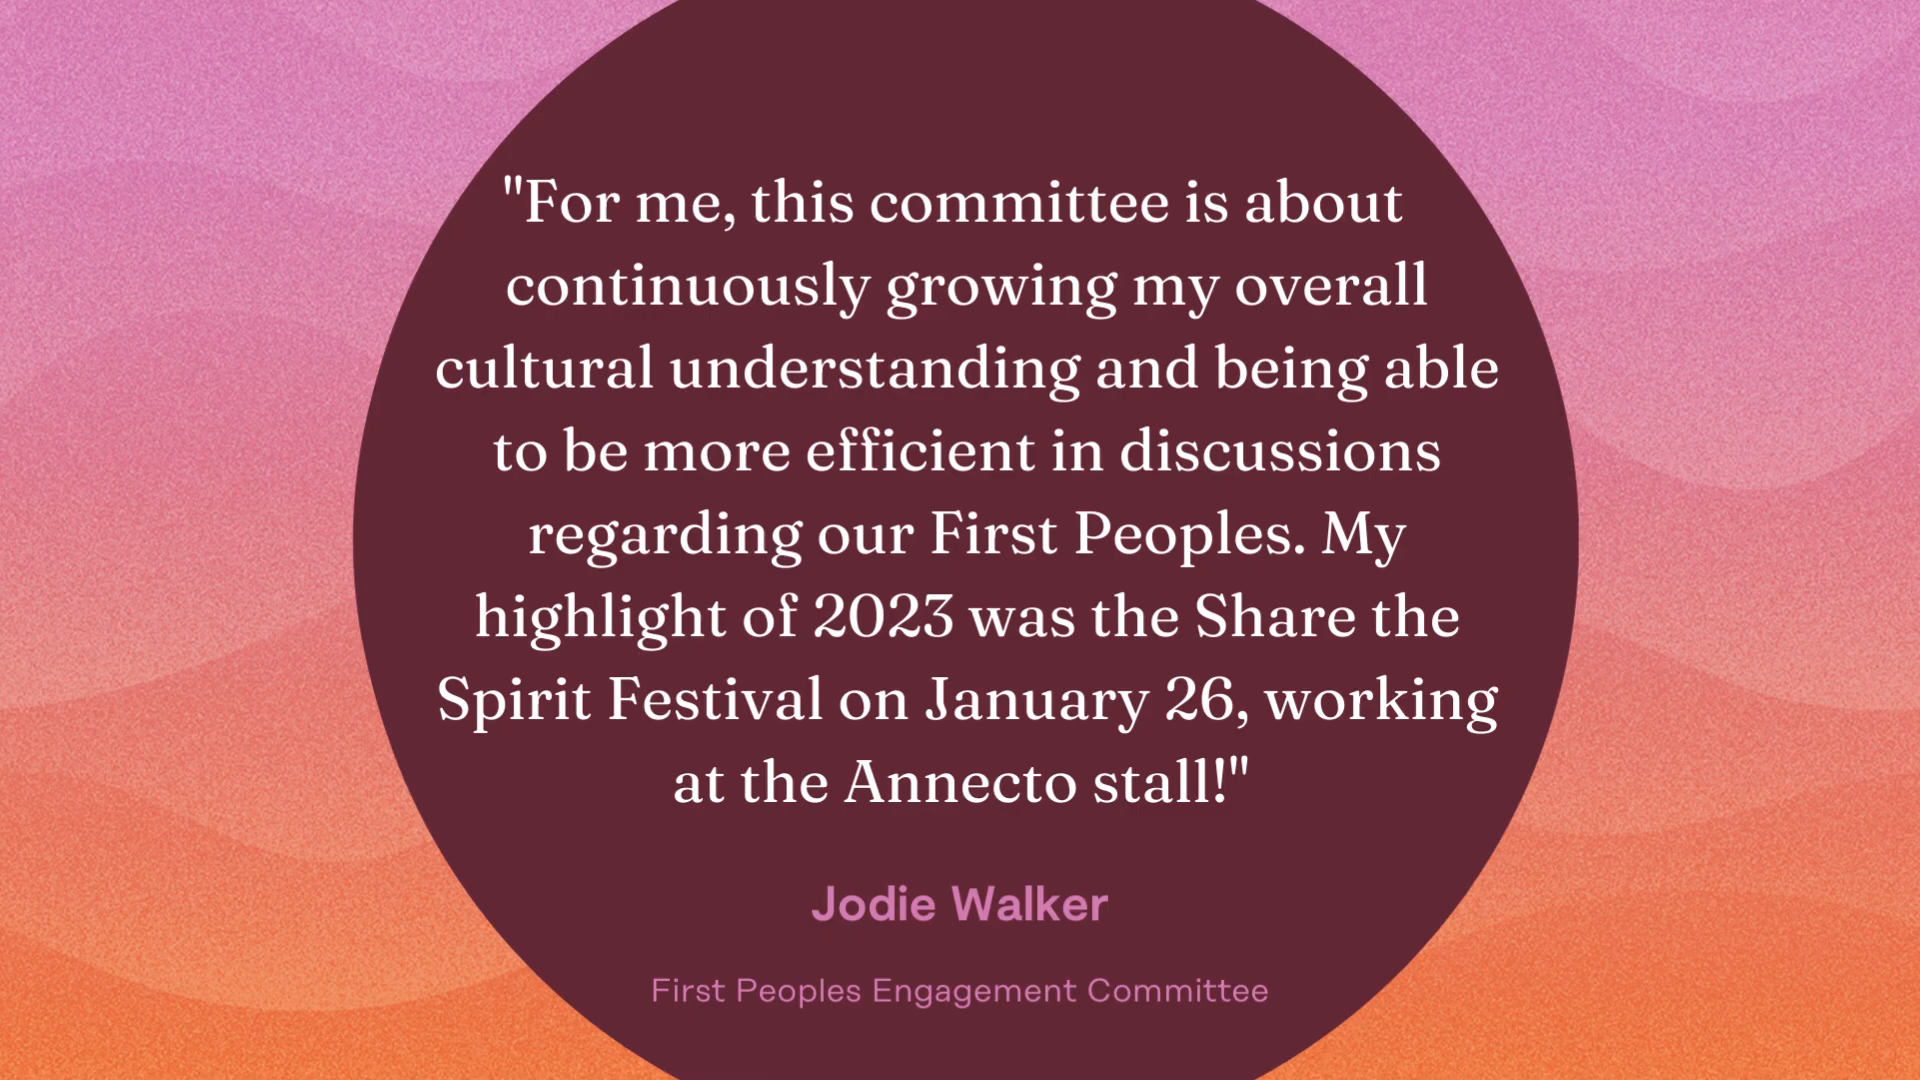 "For me, this committee is about
continuously growing my overall
cultural understanding and being able
to be more efficient in discussions
regarding our First Peoples. My
highlight of 2023 was the Share the
Spirit Festival on January 26, working
at the Annecto stall!"
Jodie Walker
First Peoples Engagement Committee